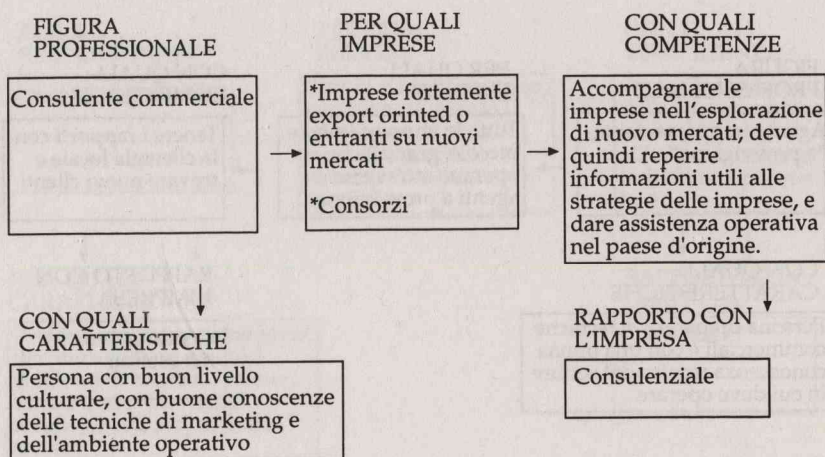 FIGURA
PROFESSIONALE
Consulente commerciale
PER QUALI
IMPRESE
*Imprese fortemente
export orinted o
entranti su nuovi
mercati
*Consorzi
CON QUALI
COMPETENZE
Accompagnare le
imprese nell'esplorazione
di nuovo mercati; deve
quindi reperire
informazioni utili alle
strategie delle imprese, e
dare assistenza operativa
nel paese d'origine.
CON QUALI
CARATTERISTICHE
Persona con buon livello
culturale, con buone conoscenze
delle tecniche di marketing e
dell'ambiente operativo
RAPPORTO CON
L'IMPRESA
Consulenziale